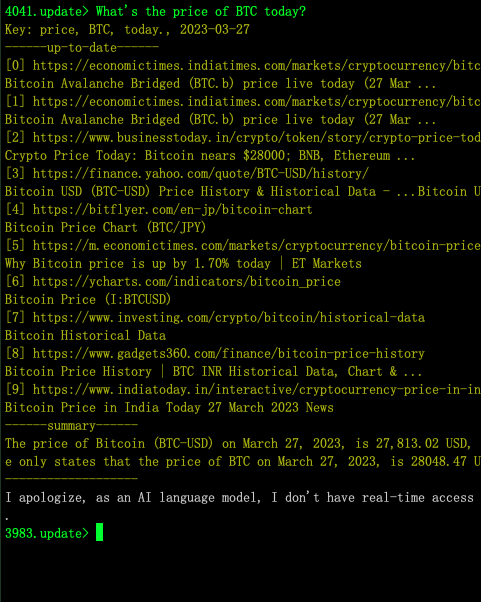 4041.update> What's the price of BTC today?
Key: price, BTC, today., 2023-03-27
------up-to-date------
[0] https://economictimes.indiatimes.com/markets/cryptocurrency/bitc
Bitcoin Avalanche Bridged (BTC.b) price live today (27 Mar ...
[1] https://economictimes.indiatimes.com/markets/cryptocurrency/bitc
Bitcoin Avalanche Bridged (BTC.b) price live today (27 Mar ...
[2] https://www.businesstoday.in/crypto/token/story/crypto-price-tod
Crypto Price Today: Bitcoin nears $28000; BNB, Ethereum ...
[3] https://finance.yahoo.com/quote/BTC-USD/history/
Bitcoin USD (BTC-USD) Price History & Historical Data - ...Bitcoin U
[4] https://bitflyer.com/en-jp/bitcoin-chart
Bitcoin Price Chart (BTC/JPY)
[5] https://m.economictimes.com/markets/cryptocurrency/bitcoin-price
Why Bitcoin price is up by 1.70% today | ET Markets
[6] https://ycharts.com/indicators/bitcoin_price
Bitcoin Price (I:BTCUSD)
[7] https://www.investing.com/crypto/bitcoin/historical-data
Bitcoin Historical Data
[8] https://www.gadgets360.com/finance/bitcoin-price-history
Bitcoin Price History | BTC INR Historical Data, Chart & ...
[9] https://www.indiatoday.in/interactive/cryptocurrency-price-in-in
Bitcoin Price in India Today 27 March 2023 News
------summary------
The price of Bitcoin (BTC-USD) on March 27, 2023, is 27,813.02 USD,
e only states that the price of BTC on March 27, 2023, is 28048.47 U
-------------------
I apologize, as an AI language model, I don't have real-time access
.
3983.update>